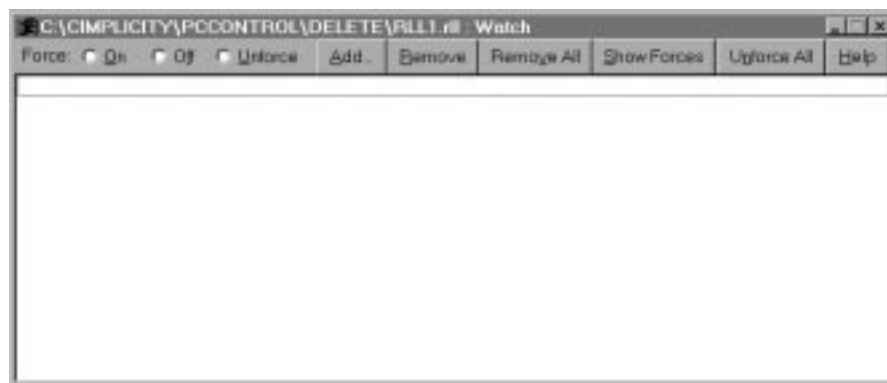 C:\CIMPLICITY\PCCONTROL\DELETE\RLL1.rll : Watch
Force: On Off Unforce Add... Remove Remove All Show Forces Unforce All Help